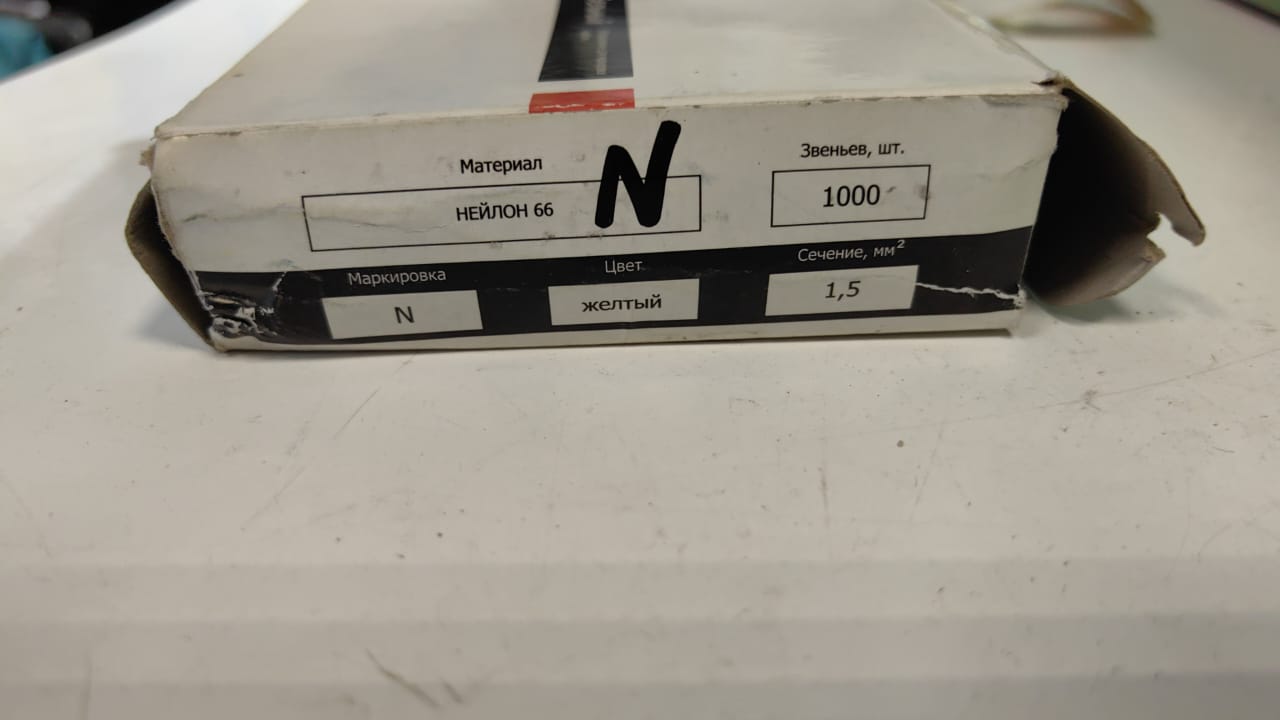 Материал
Звеньев, шт.
НЕЙЛОН 66
N
1000
Маркировка
Цвет
Сечение, мм²
N
желтый
1,5